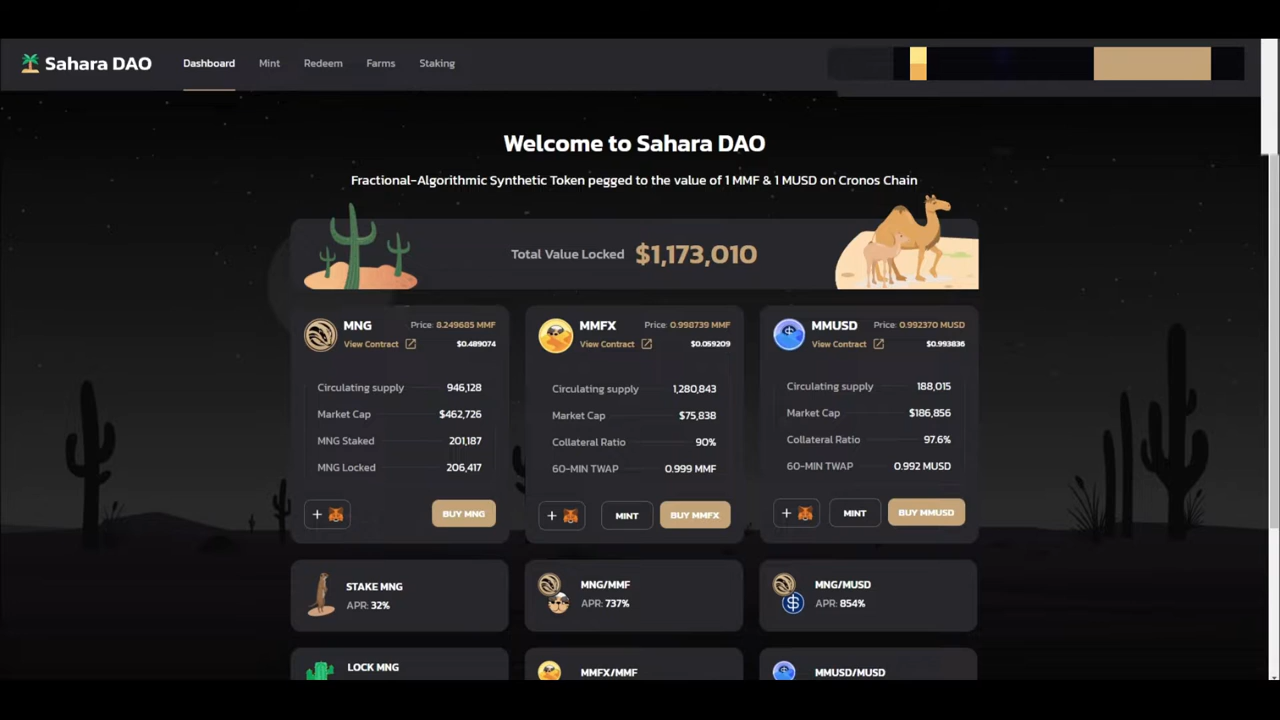 Sahara DAO
Dashboard Mint Redeem Farms Staking
Welcome to Sahara DAO
Fractional-Algorithmic Synthetic Token pegged to the value of 1 MMF & 1 MUSD on Cronos Chain
Total Value Locked $1,173,010
MNG Price: 8.249685 MMF
View Contract $0.489074
Circulating supply 946,128
Market Cap $462,726
MNG Staked 201,187
MNG Locked 206,417
+ BUY MNG
MMFX Price: 0.998739 MMF
View Contract $0.059209
Circulating supply 1,280,843
Market Cap $75,838
Collateral Ratio 90%
60-MIN TWAP 0.999 MMF
+ MINT BUY MMFX
MMUSD Price: 0.992370 MUSD
View Contract $0.993836
Circulating supply 188,015
Market Cap $186,856
Collateral Ratio 97.6%
60-MIN TWAP 0.992 MUSD
+ MINT BUY MMUSD
STAKE MNG
APR: 32%
MNG/MMF
APR: 737%
MNG/MUSD
APR: 854%
LOCK MNG
MMFX/MMF
MMUSD/MUSD